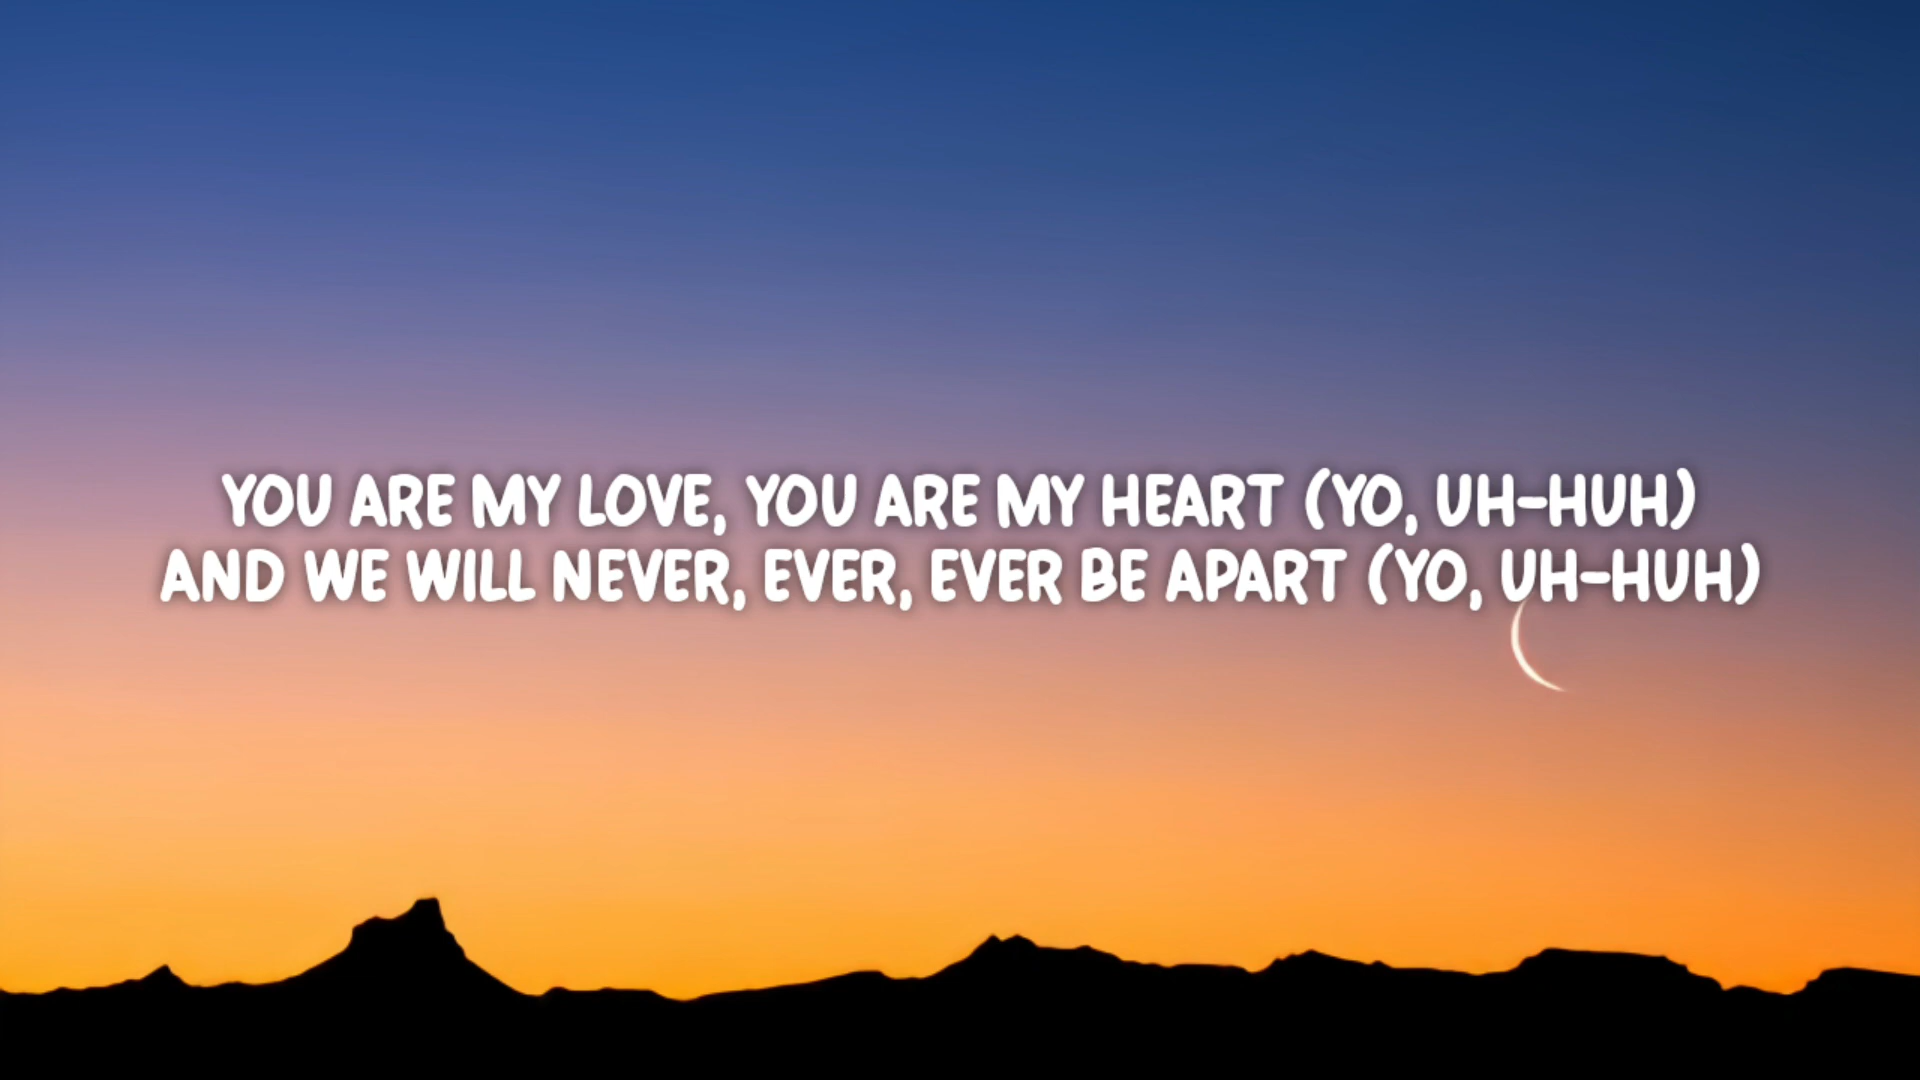 YOU ARE MY LOVE, YOU ARE MY HEART (YO, UH-HUH)
AND WE WILL NEVER, EVER, EVER BE APART (YO, UH-HUH)